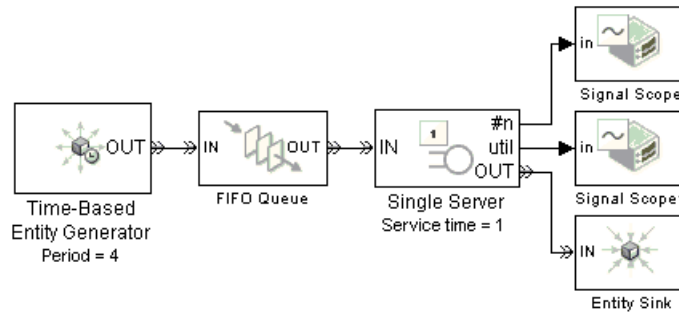 OUT
Time-Based
Entity Generator
Period = 4
IN
OUT
FIFO Queue
IN
1
#n
util
OUT
Single Server
Service time = 1
in
Signal Scope
in
Signal Scope1
IN
Entity Sink